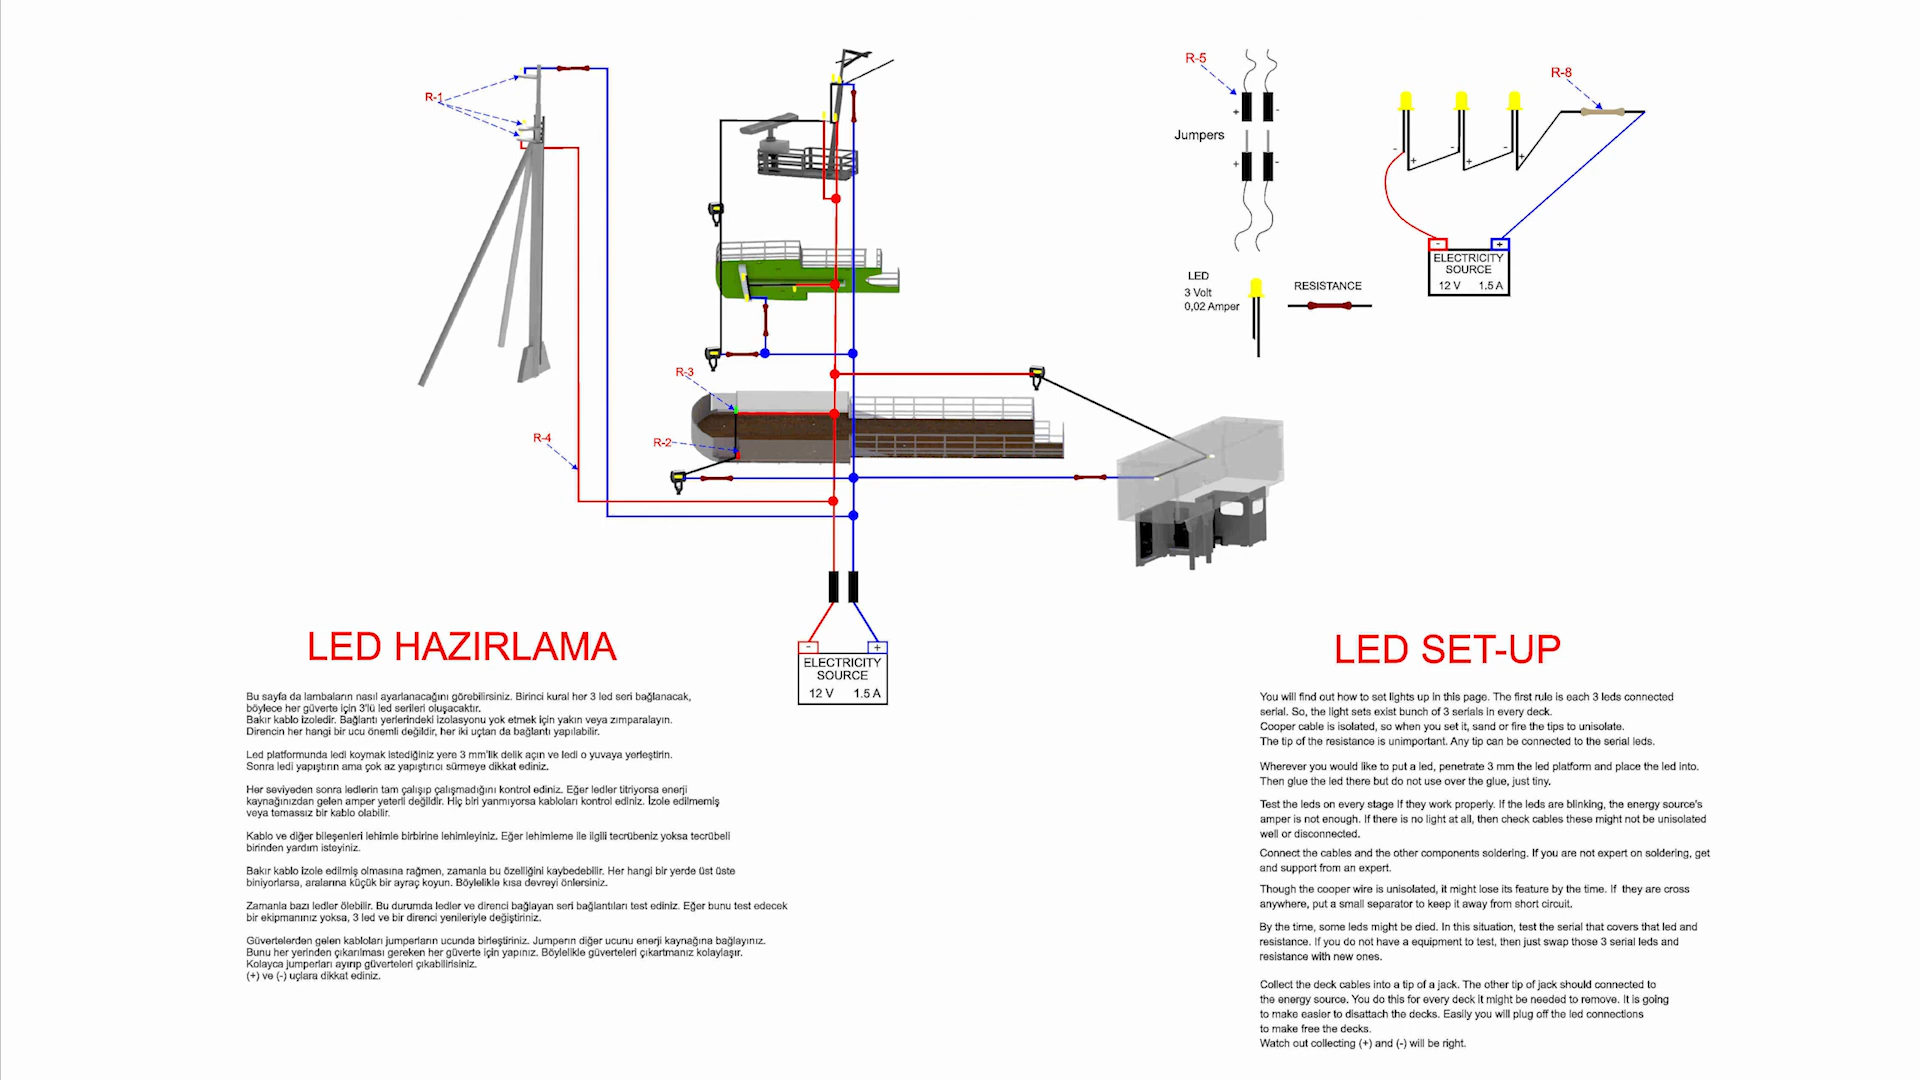 R-1
R-5
R-8
Jumpers
+
-
+
-
-
+
-
+
-
+
-
+
ELECTRICITY
SOURCE
12 V 1.5 A
LED
3 Volt
0,02 Amper
RESISTANCE
R-3
R-4
R-2
-
+
ELECTRICITY
SOURCE
12 V 1.5 A
LED HAZIRLAMA
Bu sayfa da lambaların nasıl ayarlanacağını görebilirsiniz. Birinci kural her 3 led seri bağlanacak,
böylece her güverte için 3'lü led serileri oluşacaktır.
Bakır kablo izoledir. Bağlantı yerlerindeki izolasyonu yok etmek için yakın veya zımparalayın.
Direncin her hangi bir ucu önemli değildir, her iki uçtan da bağlantı yapılabilir.
Led platformunda ledi koymak istediğiniz yere 3 mm'lik delik açın ve ledi o yuvaya yerleştirin.
Sonra ledi yapıştırın ama çok az yapıştırıcı sürmeye dikkat ediniz.
Her seviyeden sonra ledlerin tam çalışıp çalışmadığını kontrol ediniz. Eğer ledler titriyorsa enerji
kaynağınızdan gelen amper yeterli değildir. Hiç biri yanmıyorsa kabloları kontrol ediniz. İzole edilmemiş
veya temassız bir kablo olabilir.
Kablo ve diğer bileşenleri lehimle birbirine lehimleyiniz. Eğer lehimleme ile ilgili tecrübeniz yoksa tecrübeli
birinden yardım isteyiniz.
Bakır kablo izole edilmiş olmasına rağmen, zamanla bu özelliğini kaybedebilir. Her hangi bir yerde üst üste
biniyorlarsa, aralarına küçük bir ayraç koyun. Böylelikle kısa devreyi önlersiniz.
Zamanla bazı ledler ölebilir. Bu durumda ledler ve direnci bağlayan seri bağlantıları test ediniz. Eğer bunu test edecek
bir ekipmanınız yoksa, 3 led ve bir direnci yenileriyle değiştiriniz.
Güvertelerden gelen kabloları jumperların ucunda birleştiriniz. Jumperın diğer ucunu enerji kaynağına bağlayınız.
Bunu her yerinden çıkarılması gereken her güverte için yapınız. Böylelikle güverteleri çıkartmanız kolaylaşır.
Kolayca jumperları ayırıp güverteleri çıkabilirisiniz.
(+) ve (-) uçlara dikkat ediniz.
LED SET-UP
You will find out how to set lights up in this page. The first rule is each 3 leds connected
serial. So, the light sets exist bunch of 3 serials in every deck.
Cooper cable is isolated, so when you set it, sand or fire the tips to unisolate.
The tip of the resistance is unimportant. Any tip can be connected to the serial leds.
Wherever you would like to put a led, penetrate 3 mm the led platform and place the led into.
Then glue the led there but do not use over the glue, just tiny.
Test the leds on every stage If they work properly. If the leds are blinking, the energy source's
amper is not enough. If there is no light at all, then check cables these might not be unisolated
well or disconnected.
Connect the cables and the other components soldering. If you are not expert on soldering, get
and support from an expert.
Though the cooper wire is unisolated, it might lose its feature by the time. If they are cross
anywhere, put a small separator to keep it away from short circuit.
By the time, some leds might be died. In this situation, test the serial that covers that led and
resistance. If you do not have a equipment to test, then just swap those 3 serial leds and
resistance with new ones.
Collect the deck cables into a tip of a jack. The other tip of jack should connected to
the energy source. You do this for every deck it might be needed to remove. It is going
to make easier to disattach the decks. Easily you will plug off the led connections
to make free the decks.
Watch out collecting (+) and (-) will be right.